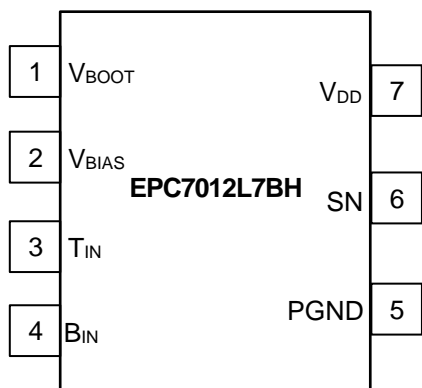 1 VBOOT
VDD 7
2 VBIAS
EPC7012L7BH
SN 6
3 TIN
PGND 5
4 BIN